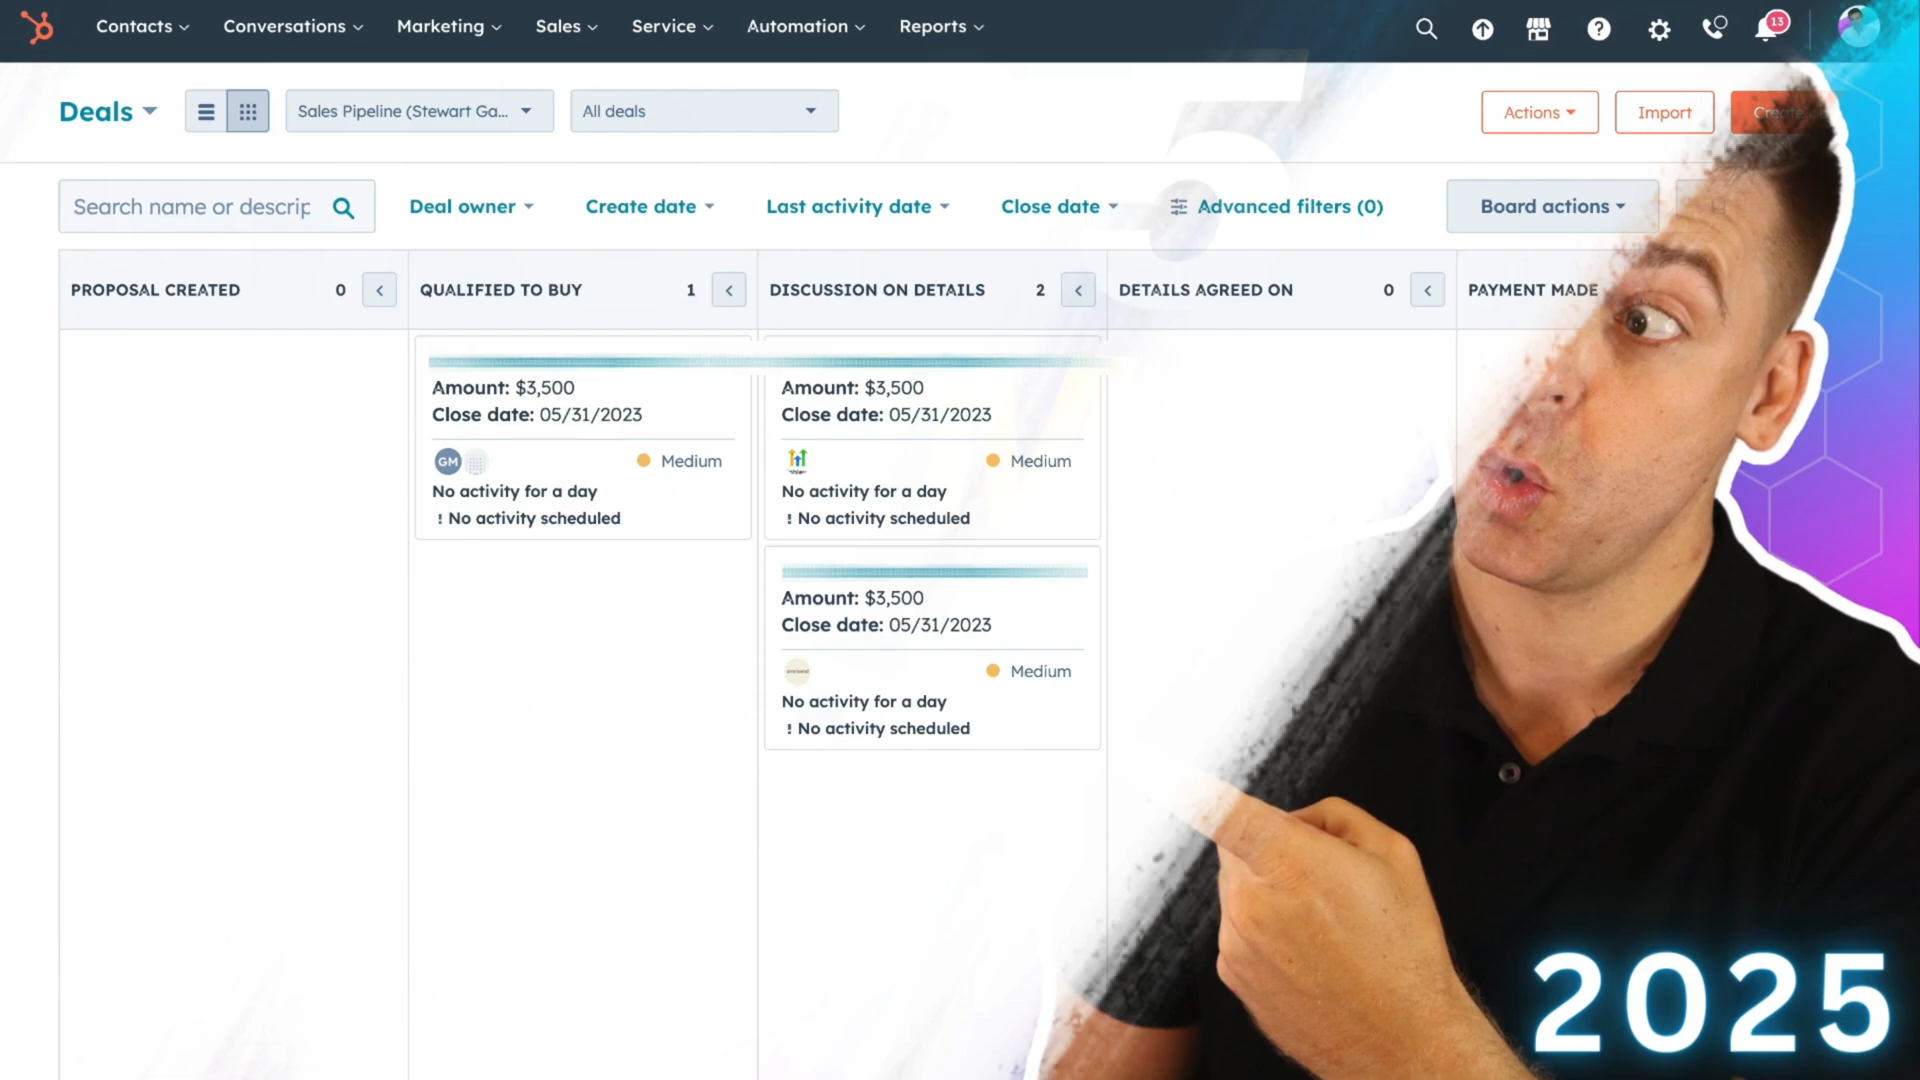 Contacts Conversations Marketing Sales Service Automation Reports 13
Deals Sales Pipeline (Stewart Ga... All deals Actions Import Create
Search name or descrip Deal owner Create date Last activity date Close date Advanced filters (0) Board actions
PROPOSAL CREATED 0 QUALIFIED TO BUY 1 DISCUSSION ON DETAILS 2 DETAILS AGREED ON 0 PAYMENT MADE
Amount: $3,500
Close date: 05/31/2023
GM Medium
No activity for a day
! No activity scheduled
Amount: $3,500
Close date: 05/31/2023
Medium
No activity for a day
! No activity scheduled
Amount: $3,500
Close date: 05/31/2023
Medium
No activity for a day
! No activity scheduled
5
2025